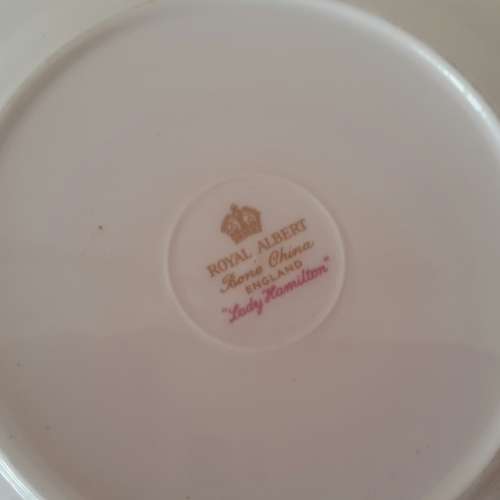 ROYAL ALBERT
Bone China
ENGLAND
"Lady Hamilton"